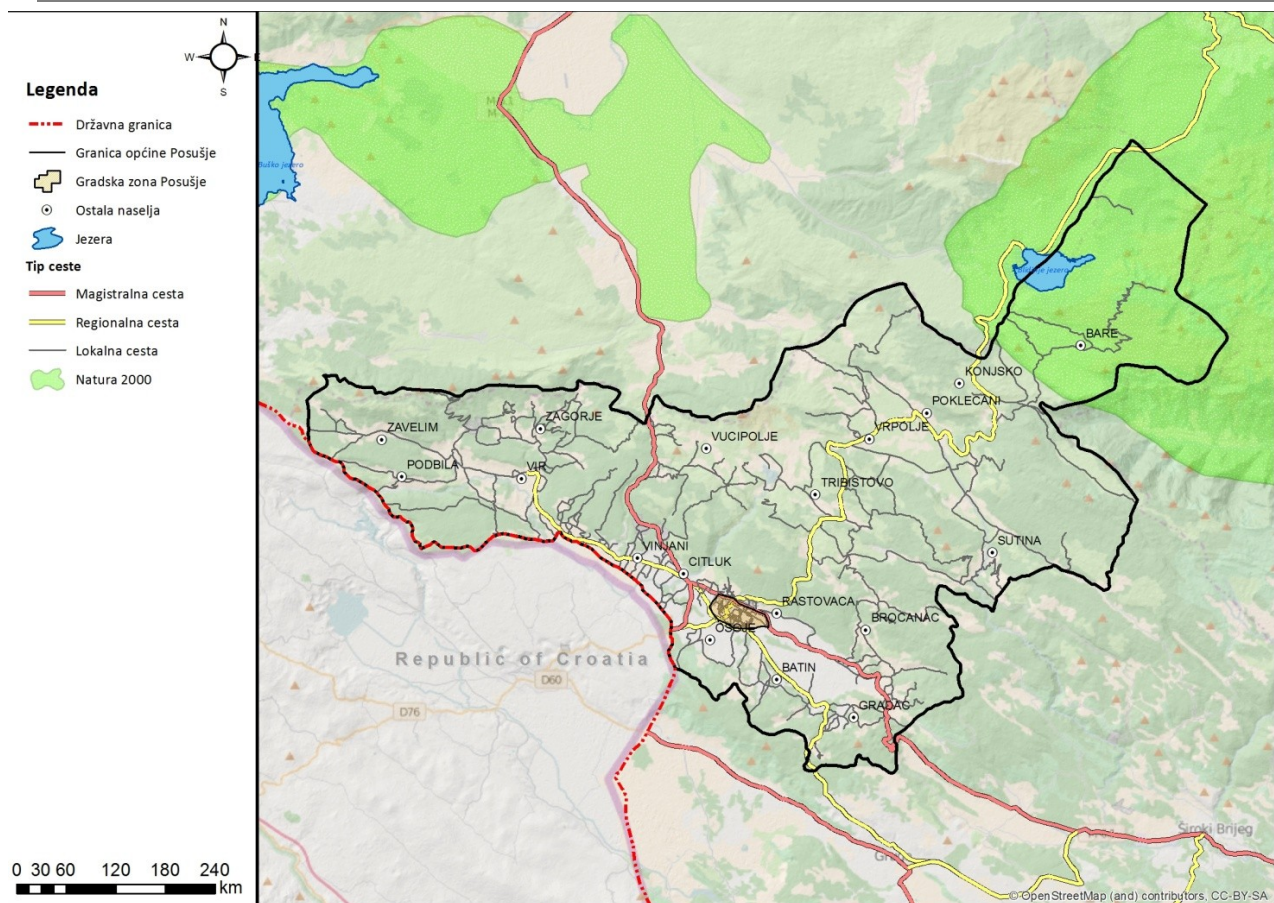 N
W
E
S
Legenda
Državna granica
Granica općine Posušje
Gradska zona Posušje
Ostala naselja
Jezera
Tip ceste
Magistralna cesta
Regionalna cesta
Lokalna cesta
Natura 2000
0 30 60 120 180 240
km
Buško jezero
BARE
KONJSKO
POKLECANI
VRPOLJE
ZAVELIM
ZAGORJE
VUCIPOLJE
PODBILA
VIR
TRIBISTOVO
SUTINA
VINJANI
CITLUK
RASTOVACA
BROCANAC
OSOJE
Republic of Croatia
D60
BATIN
D76
GRADAC
Široki Brijeg
© OpenStreetMap (and) contributors, CC-BY-SA